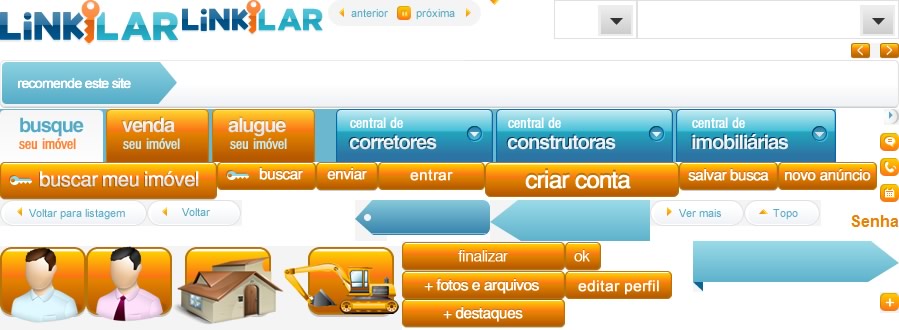 LiNKiLAR LiNKiLAR
anterior próxima
recomende este site
busque
seu imóvel
venda
seu imóvel
alugue
seu imóvel
central de
corretores
central de
construtoras
central de
imobiliárias
buscar meu imóvel
buscar
enviar
entrar
criar conta
salvar busca
novo anúncio
Voltar para listagem
Voltar
Ver mais
Topo
Senha
finalizar
ok
+ fotos e arquivos
editar perfil
+ destaques